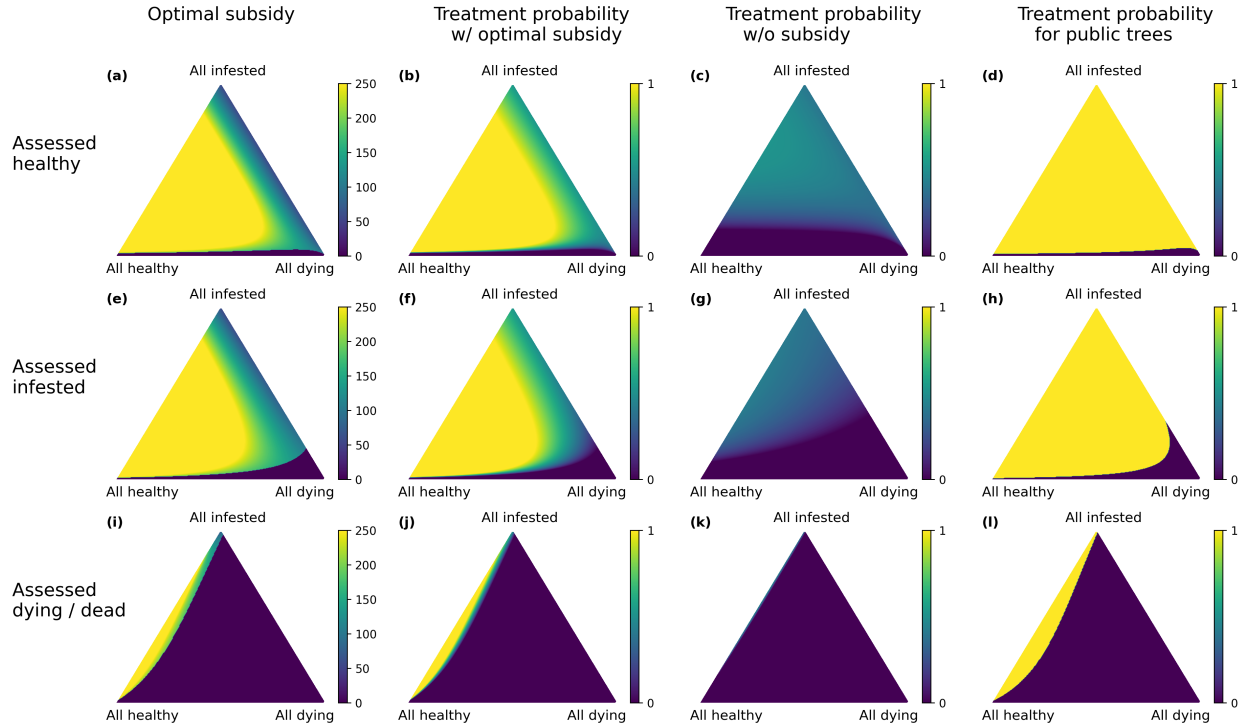 Optimal subsidy
Treatment probability
w/ optimal subsidy
Treatment probability
w/o subsidy
Treatment probability
for public trees
Assessed
healthy
(a)
All infested
All healthy
All dying
250
200
150
100
50
0
(b)
All infested
All healthy
All dying
1
0
(c)
All infested
All healthy
All dying
1
0
(d)
All infested
All healthy
All dying
1
0
Assessed
infested
(e)
All infested
All healthy
All dying
250
200
150
100
50
0
(f)
All infested
All healthy
All dying
1
0
(g)
All infested
All healthy
All dying
1
0
(h)
All infested
All healthy
All dying
1
0
Assessed
dying / dead
(i)
All infested
All healthy
All dying
250
200
150
100
50
0
(j)
All infested
All healthy
All dying
1
0
(k)
All infested
All healthy
All dying
1
0
(l)
All infested
All healthy
All dying
1
0